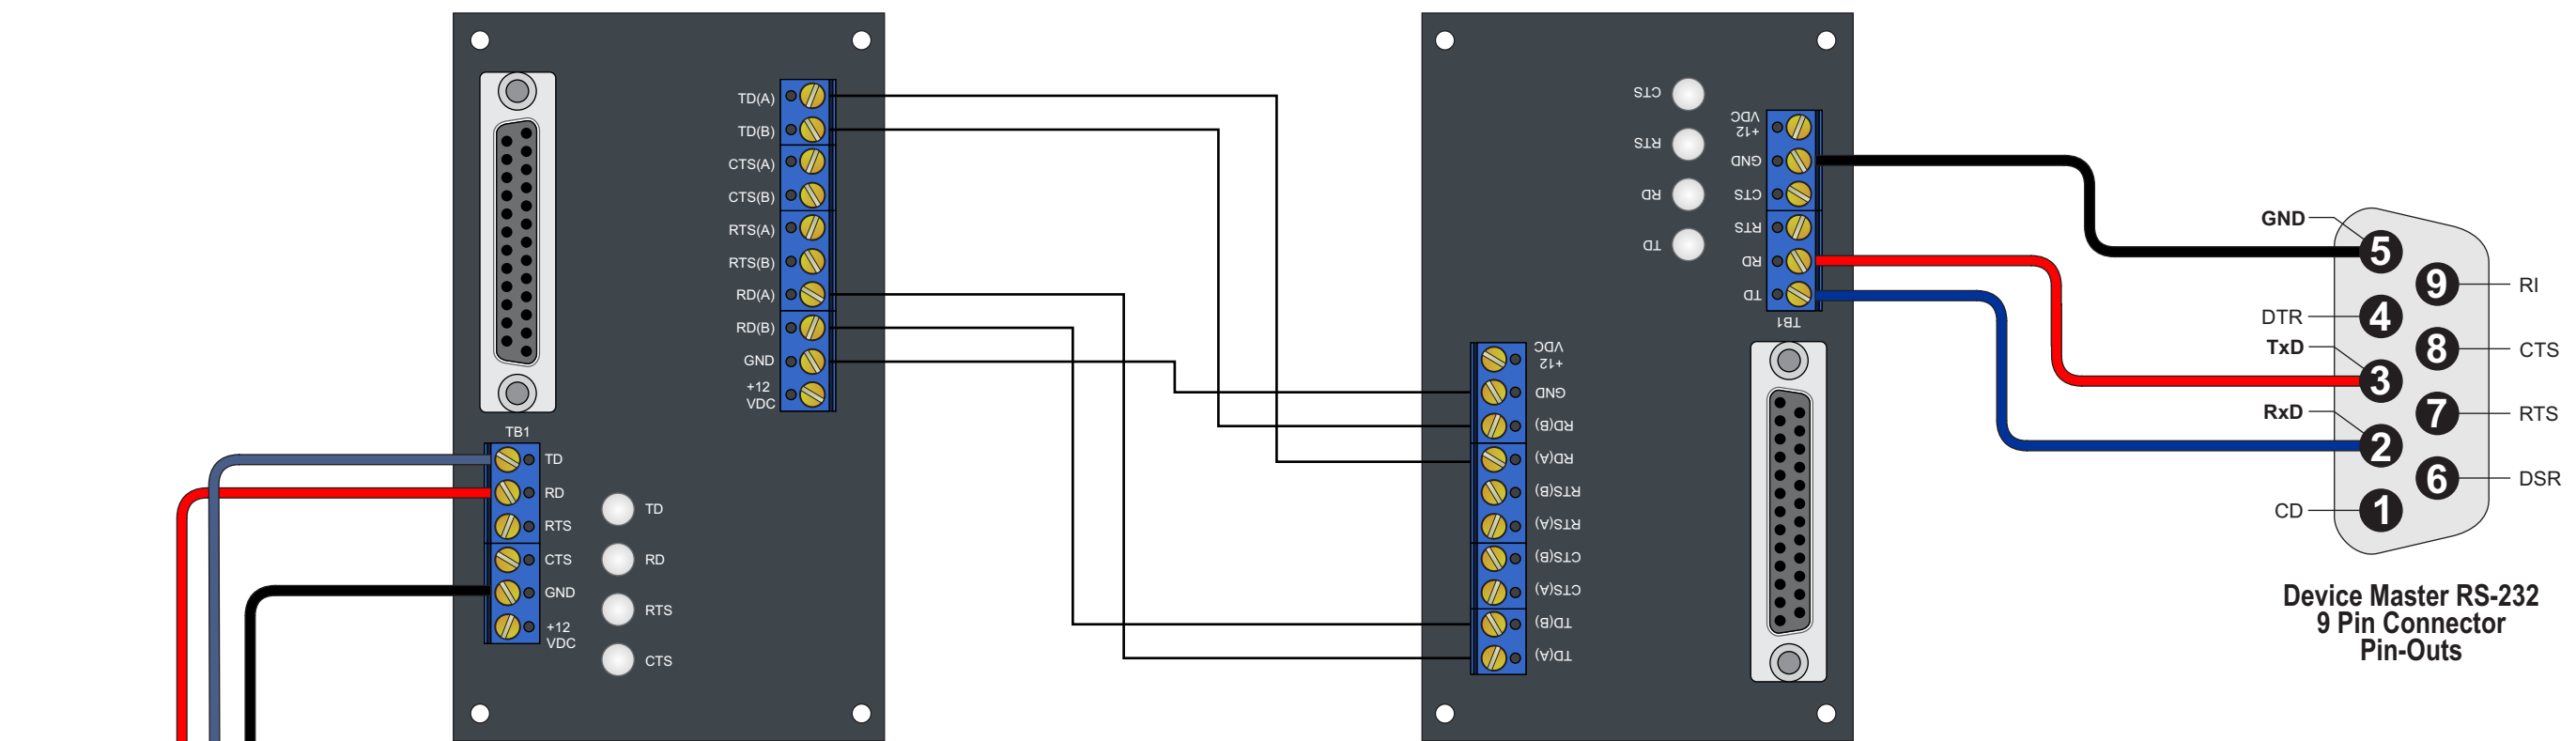 TD(A)
TD(B)
CTS(A)
CTS(B)
RTS(A)
RTS(B)
RD(A)
RD(B)
GND
+12
VDC
TB1
TD
RD
RTS
CTS
GND
+12
VDC
TD
RD
RTS
CTS
CTS
RTS
RD
TD
+12
VDC
GND
CTS
RTS
RD
TD
TB1
+12
VDC
GND
RD(B)
RD(A)
RTS(B)
RTS(A)
CTS(B)
CTS(A)
TD(B)
TD(A)
GND 5
9 RI
DTR 4
TxD 3
8 CTS
RxD 2
7 RTS
6 DSR
CD 1
Device Master RS-232
9 Pin Connector
Pin-Outs